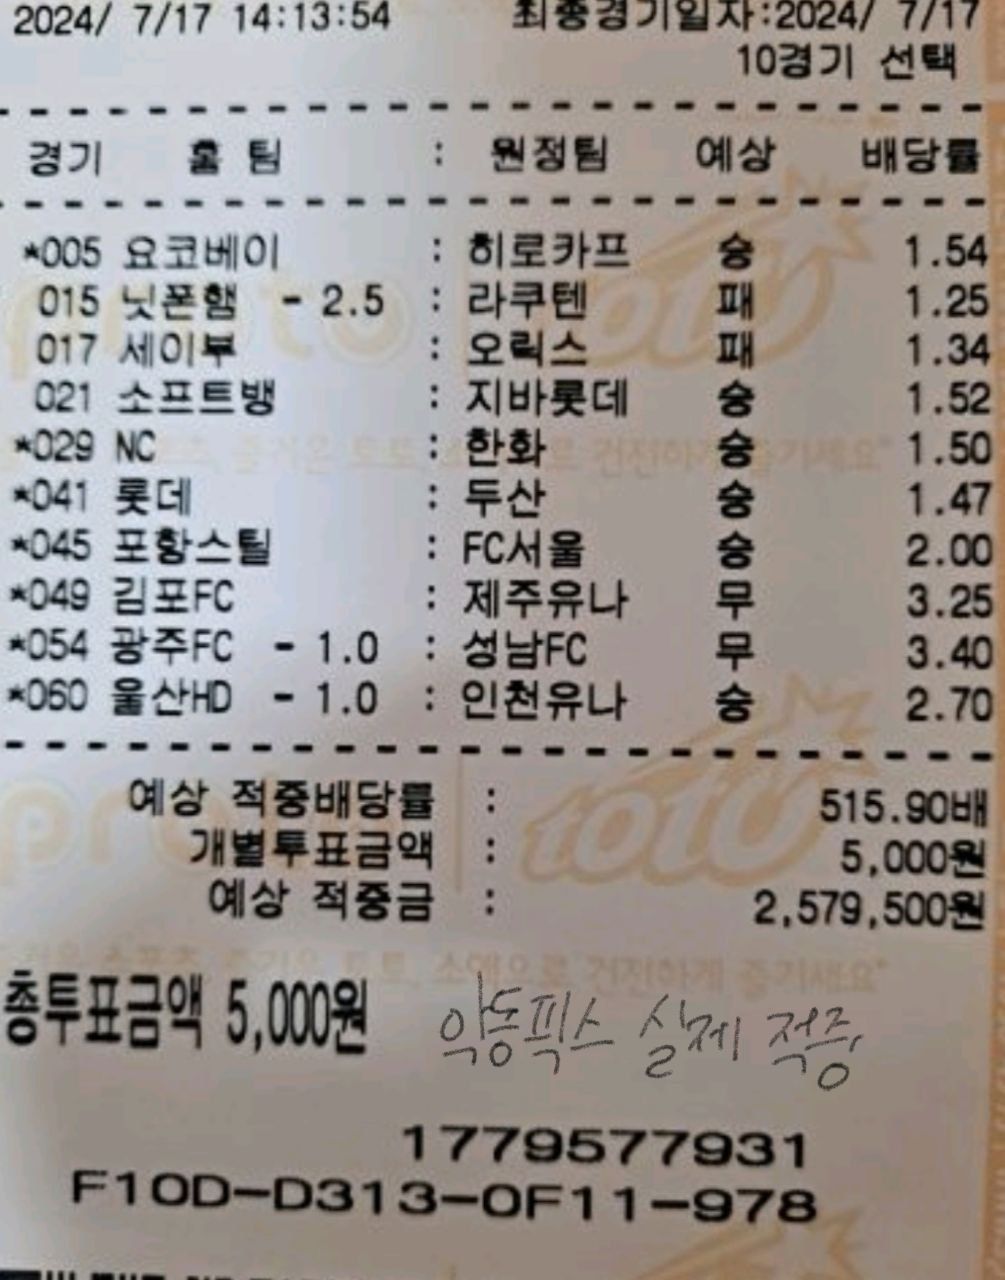 2024/ 7/17 14:13:54 최종경기일자:2024/ 7/17
10경기 선택
경기 홈 팀 : 원정팀 예상 배당률
*005 요코베이 : 히로카프 승 1.54
015 닛폰햄 - 2.5 : 라쿠텐 패 1.25
017 세이부 : 오릭스 패 1.34
021 소프트뱅 : 지바롯데 승 1.52
*029 NC : 한화 승 1.50
*041 롯데 : 두산 승 1.47
*045 포항스틸 : FC서울 승 2.00
*049 김포FC : 제주유나 무 3.25
*054 광주FC - 1.0 : 성남FC 무 3.40
*060 울산HD - 1.0 : 인천유나 승 2.70
예상 적중배당률 : 515.90배
개별투표금액 : 5,000원
예상 적중금 : 2,579,500원
총투표금액 5,000원 악동픽스 실제 적중
1779577931
F10D-D313-0F11-978